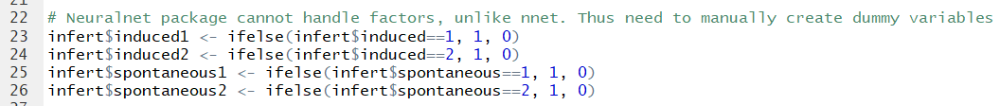 22 # Neuralnet package cannot handle factors, unlike nnet. Thus need to manually create dummy variables
23 infert$induced1 <- ifelse(infert$induced==1, 1, 0)
24 infert$induced2 <- ifelse(infert$induced==2, 1, 0)
25 infert$spontaneous1 <- ifelse(infert$spontaneous==1, 1, 0)
26 infert$spontaneous2 <- ifelse(infert$spontaneous==2, 1, 0)